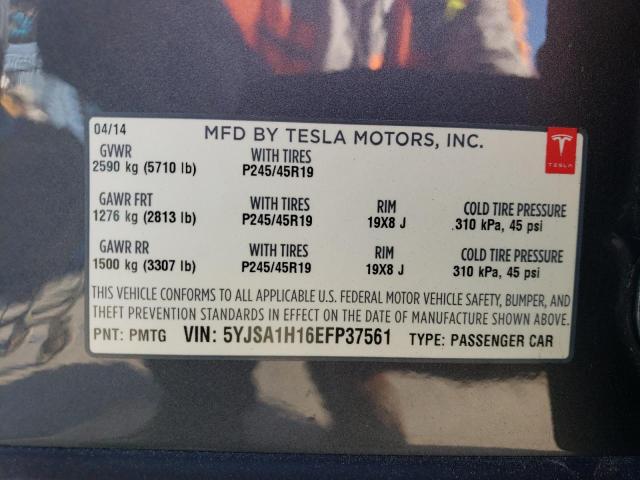 04/14 MFD BY TESLA MOTORS, INC.
GVWR WITH TIRES
2590 kg (5710 lb) P245/45R19
GAWR FRT WITH TIRES RIM COLD TIRE PRESSURE
1276 kg (2813 lb) P245/45R19 19X8 J 310 kPa, 45 psi
GAWR RR WITH TIRES RIM COLD TIRE PRESSURE
1500 kg (3307 lb) P245/45R19 19X8 J 310 kPa, 45 psi
THIS VEHICLE CONFORMS TO ALL APPLICABLE U.S. FEDERAL MOTOR VEHICLE SAFETY, BUMPER, AND
THEFT PREVENTION STANDARDS IN EFFECT ON THE DATE OF MANUFACTURE SHOWN ABOVE.
PNT: PMTG VIN: 5YJSA1H16EFP37561 TYPE: PASSENGER CAR